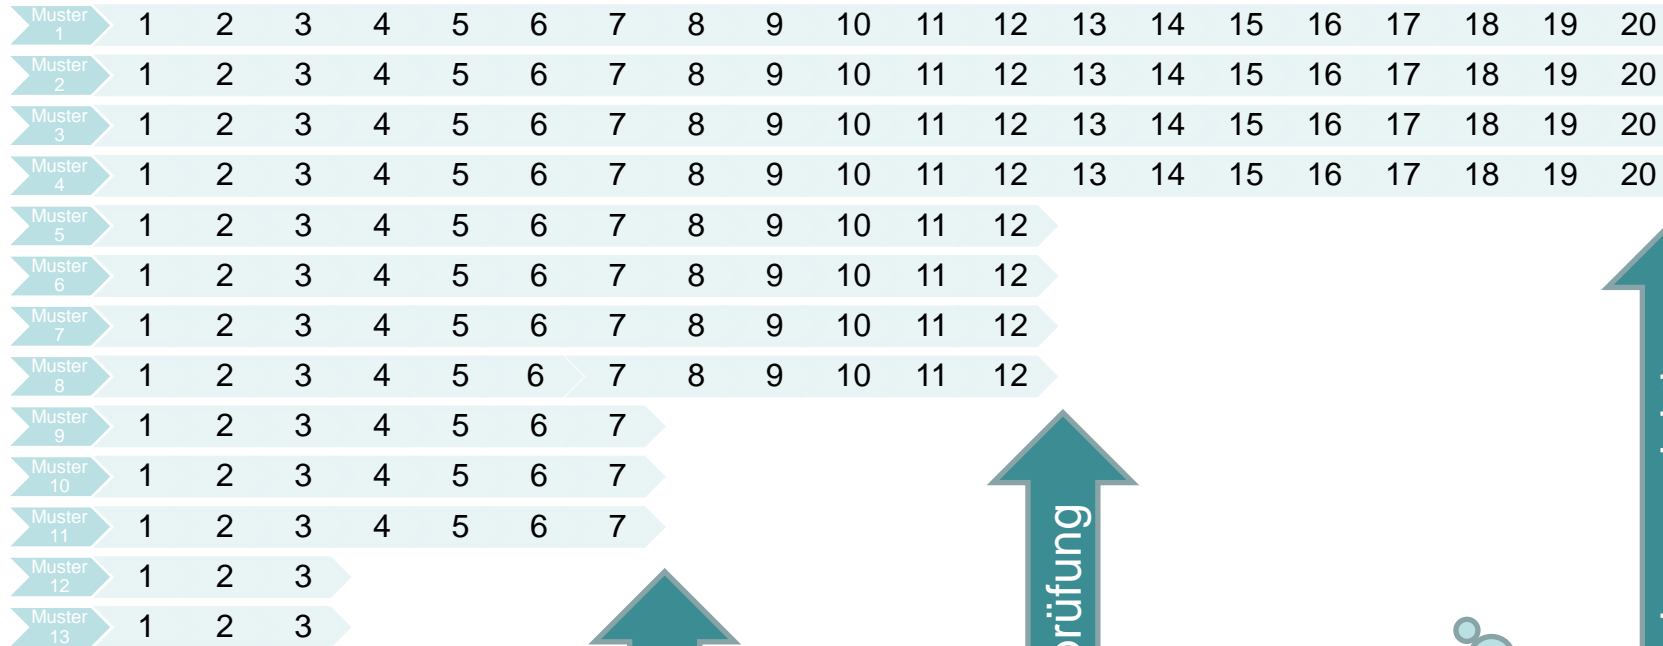 Muster 1 1 2 3 4 5 6 7 8 9 10 11 12 13 14 15 16 17 18 19 20
Muster 2 1 2 3 4 5 6 7 8 9 10 11 12 13 14 15 16 17 18 19 20
Muster 3 1 2 3 4 5 6 7 8 9 10 11 12 13 14 15 16 17 18 19 20
Muster 4 1 2 3 4 5 6 7 8 9 10 11 12 13 14 15 16 17 18 19 20
Muster 5 1 2 3 4 5 6 7 8 9 10 11 12
Muster 6 1 2 3 4 5 6 7 8 9 10 11 12
Muster 7 1 2 3 4 5 6 7 8 9 10 11 12
Muster 8 1 2 3 4 5 6 7 8 9 10 11 12
Muster 9 1 2 3 4 5 6 7
Muster 10 1 2 3 4 5 6 7
Muster 11 1 2 3 4 5 6 7
Muster 12 1 2 3
Muster 13 1 2 3
rüfung